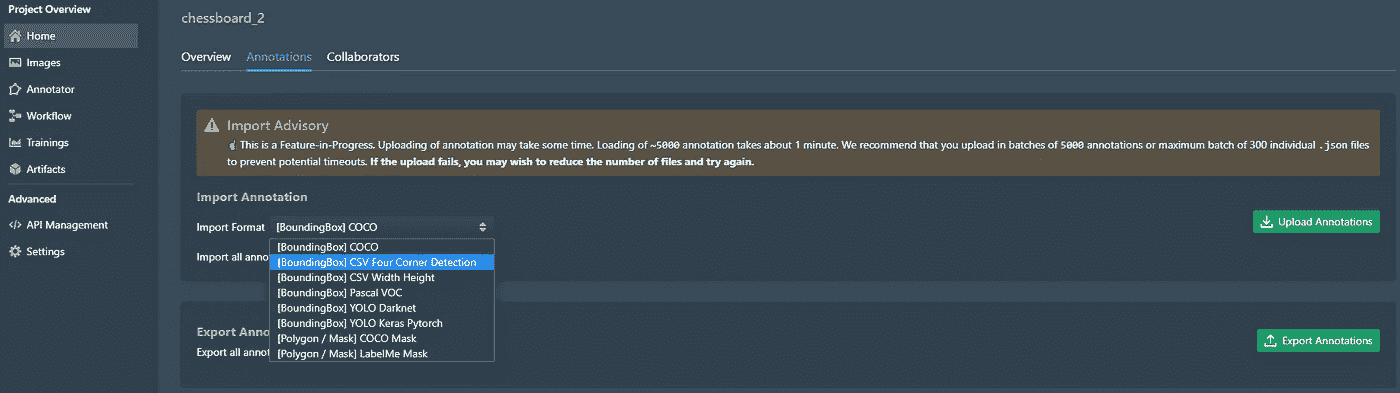 Project Overview
Home
Images
Annotator
Workflow
Trainings
Artifacts
Advanced
API Management
Settings
chessboard_2
Overview Annotations Collaborators
Import Advisory
This is a Feature-in-Progress. Uploading of annotation may take some time. Loading of ~5000 annotation takes about 1 minute. We recommend that you upload in batches of 5000 annotations or maximum batch of 300 individual .json files
to prevent potential timeouts. If the upload fails, you may wish to reduce the number of files and try again.
Import Annotation
Import Format [BoundingBox] COCO
Upload Annotations
[BoundingBox] COCO
Import all anno
[BoundingBox] CSV Four Corner Detection
[BoundingBox] CSV Width Height
[BoundingBox] Pascal VOC
[BoundingBox] YOLO Darknet
[BoundingBox] YOLO Keras Pytorch
[Polygon / Mask] COCO Mask
[Polygon / Mask] LabelMe Mask
Export Anno
Export all annot
Export Annotations